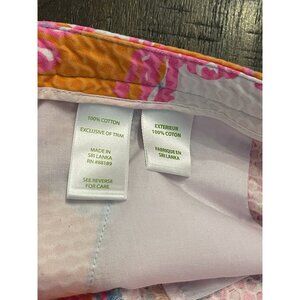 100% COTTON
EXCLUSIVE OF TRIM
MADE IN
SRI LANKA
RN #88189
SEE REVERSE
FOR CARE
EXTERIEUR
100% COTON
FABRIQUE EN
SRI LANKA